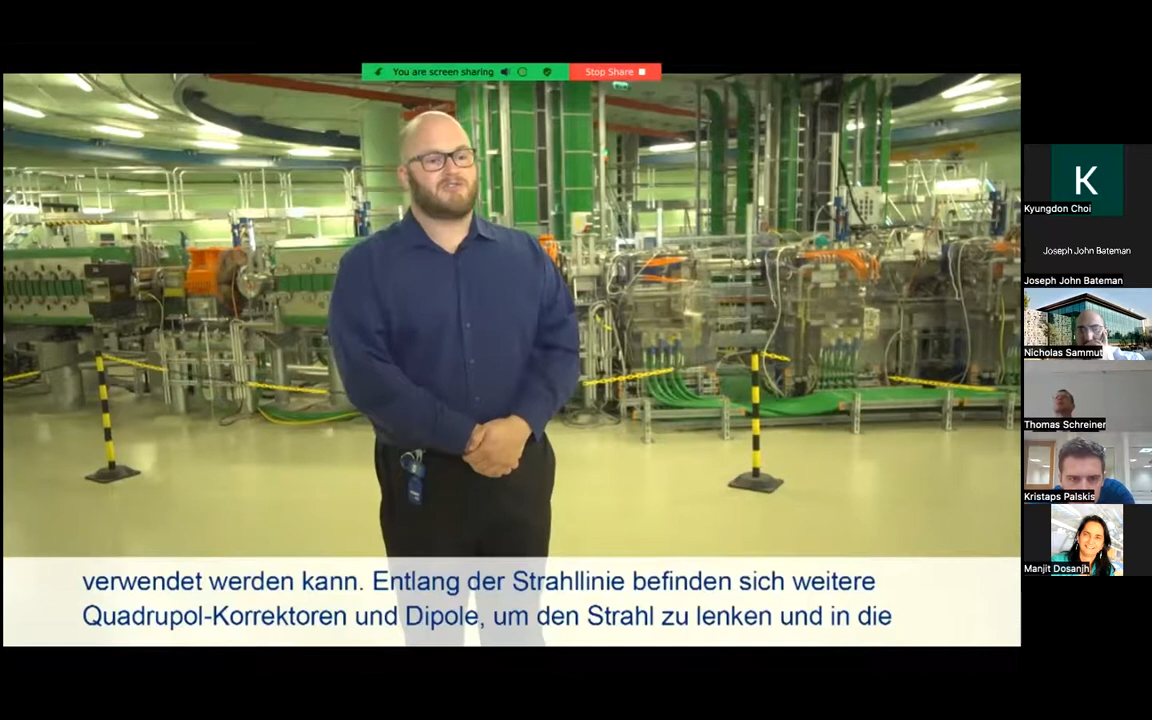 You are screen sharing
Stop Share
K
Kyungdon Choi
Joseph John Bateman
Joseph John Bateman
Nicholas Sammut
Thomas Schreiner
Kristaps Palskis
Manjit Dosanjh
verwendet werden kann. Entlang der Strahllinie befinden sich weitere
Quadrupol-Korrektoren und Dipole, um den Strahl zu lenken und in die